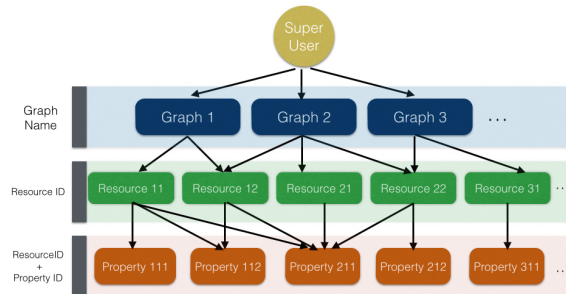 Super
User
Graph
Name
Graph 1
Graph 2
Graph 3
...
Resource ID
Resource 11
Resource 12
Resource 21
Resource 22
Resource 31
...
ResourceID
+
Property ID
Property 111
Property 112
Property 211
Property 212
Property 311
...